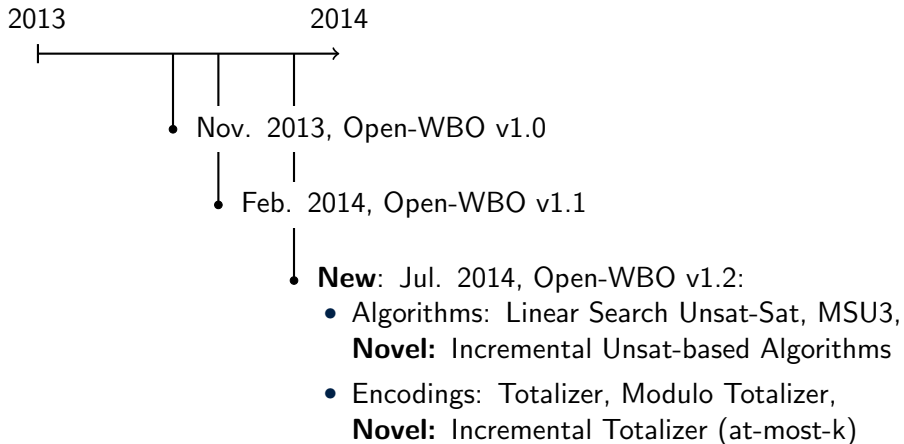 2013 2014
Nov. 2013, Open-WBO v1.0
Feb. 2014, Open-WBO v1.1
New: Jul. 2014, Open-WBO v1.2:
• Algorithms: Linear Search Unsat-Sat, MSU3,
Novel: Incremental Unsat-based Algorithms
• Encodings: Totalizer, Modulo Totalizer,
Novel: Incremental Totalizer (at-most-k)